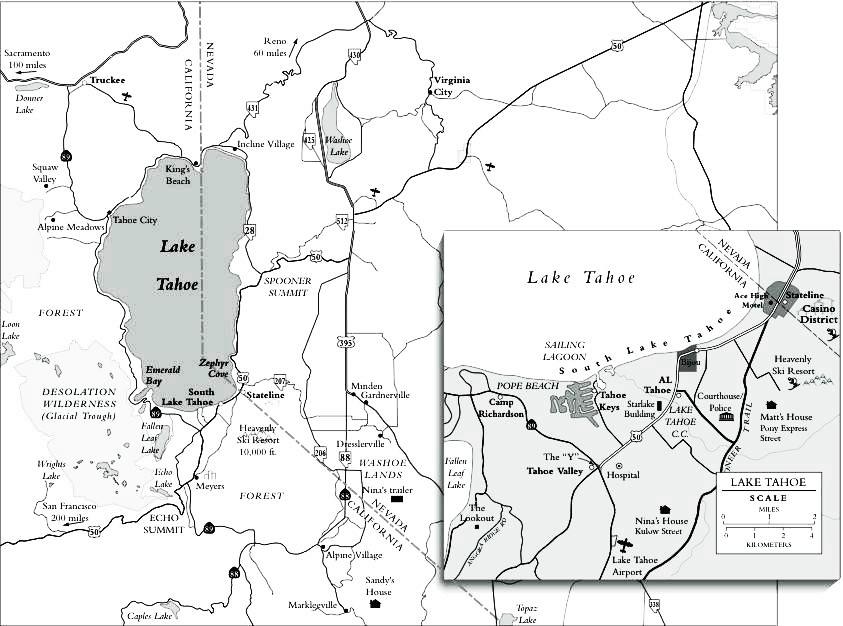 Sacramento
100 miles
Truckee
Donner
Lake
NEVADA
CALIFORNIA
Reno
60 miles
430
50
Virginia
City
431
425
Washoe
Lake
Incline Village
King's
Beach
89
Squaw
Valley
Tahoe City
Alpine Meadows
Lake
Tahoe
28
512
50
SPOONER
SUMMIT
FOREST
Loon
Lake
395
Emerald
Bay
Zephyr
Cove
South
Lake Tahoe
50
207
Stateline
Minden
Gardnerville
DESOLATION
WILDERNESS
(Glacial Trough)
89
Fallen
Leaf
Lake
Heavenly
Ski Resort
10,000 ft.
Dresslerville
206
88
WASHOE
LANDS
Wrights
Lake
Echo
Lake
Meyers
San Francisco
200 miles
50
ECHO
SUMMIT
FOREST
88
Nina's trailer
NEVADA
CALIFORNIA
89
Alpine Village
88
Sandy's
House
Markleeville
Caples Lake
Topaz
Lake
338
Lake Tahoe
NEVADA
CALIFORNIA
Ace High
Motel
Stateline
Casino
District
South Lake Tahoe
SAILING
LAGOON
Bijou
Heavenly
Ski Resort
POPE BEACH
Camp
Richardson
Tahoe
Keys
AL
Tahoe
Starlake
Building
LAKE
TAHOE
C.C.
Courthouse/
Police
Matt's House
Pony Express
Street
89
50
The "Y"
Tahoe Valley
Hospital
PIONEER TRAIL
Fallen
Leaf
Lake
The
Lookout
ANGORA RIDGE RD
Nina's House
Kulow Street
Lake Tahoe
Airport
LAKE TAHOE
SCALE
MILES
0 1 2
0 1 2
KILOMETERS